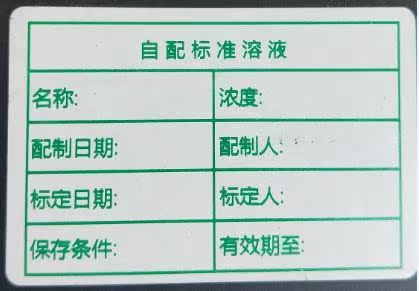 自配标准溶液
名称: 浓度:
配制日期: 配制人:
标定日期: 标定人:
保存条件: 有效期至: